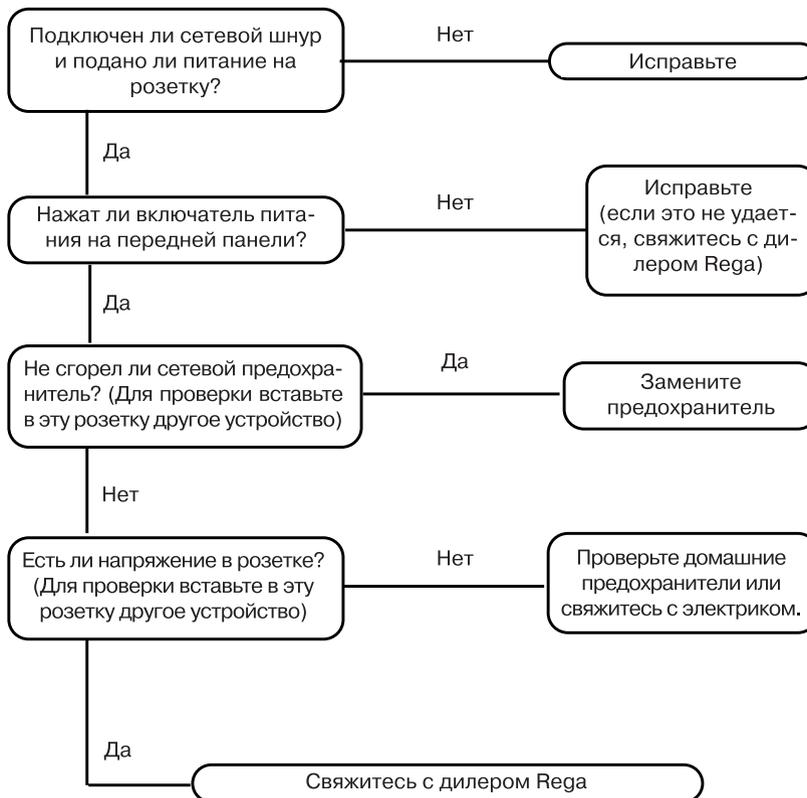 Подключен ли сетевой шнур
и подано ли питание на
розетку?
Нет
Исправьте
Да
Нажат ли включатель пита-
ния на передней панели?
Нет
Исправьте
(если это не удает-
ся, свяжитесь с ди-
лером Rega)
Да
Не сгорел ли сетевой предохра-
нитель? (Для проверки вставьте
в эту розетку другое устройство)
Да
Замените
предохранитель
Нет
Есть ли напряжение в розетке?
(Для проверки вставьте в эту
розетку другое устройство)
Нет
Проверьте домашние
предохранители или
свяжитесь с электриком.
Да
Свяжитесь с дилером Rega